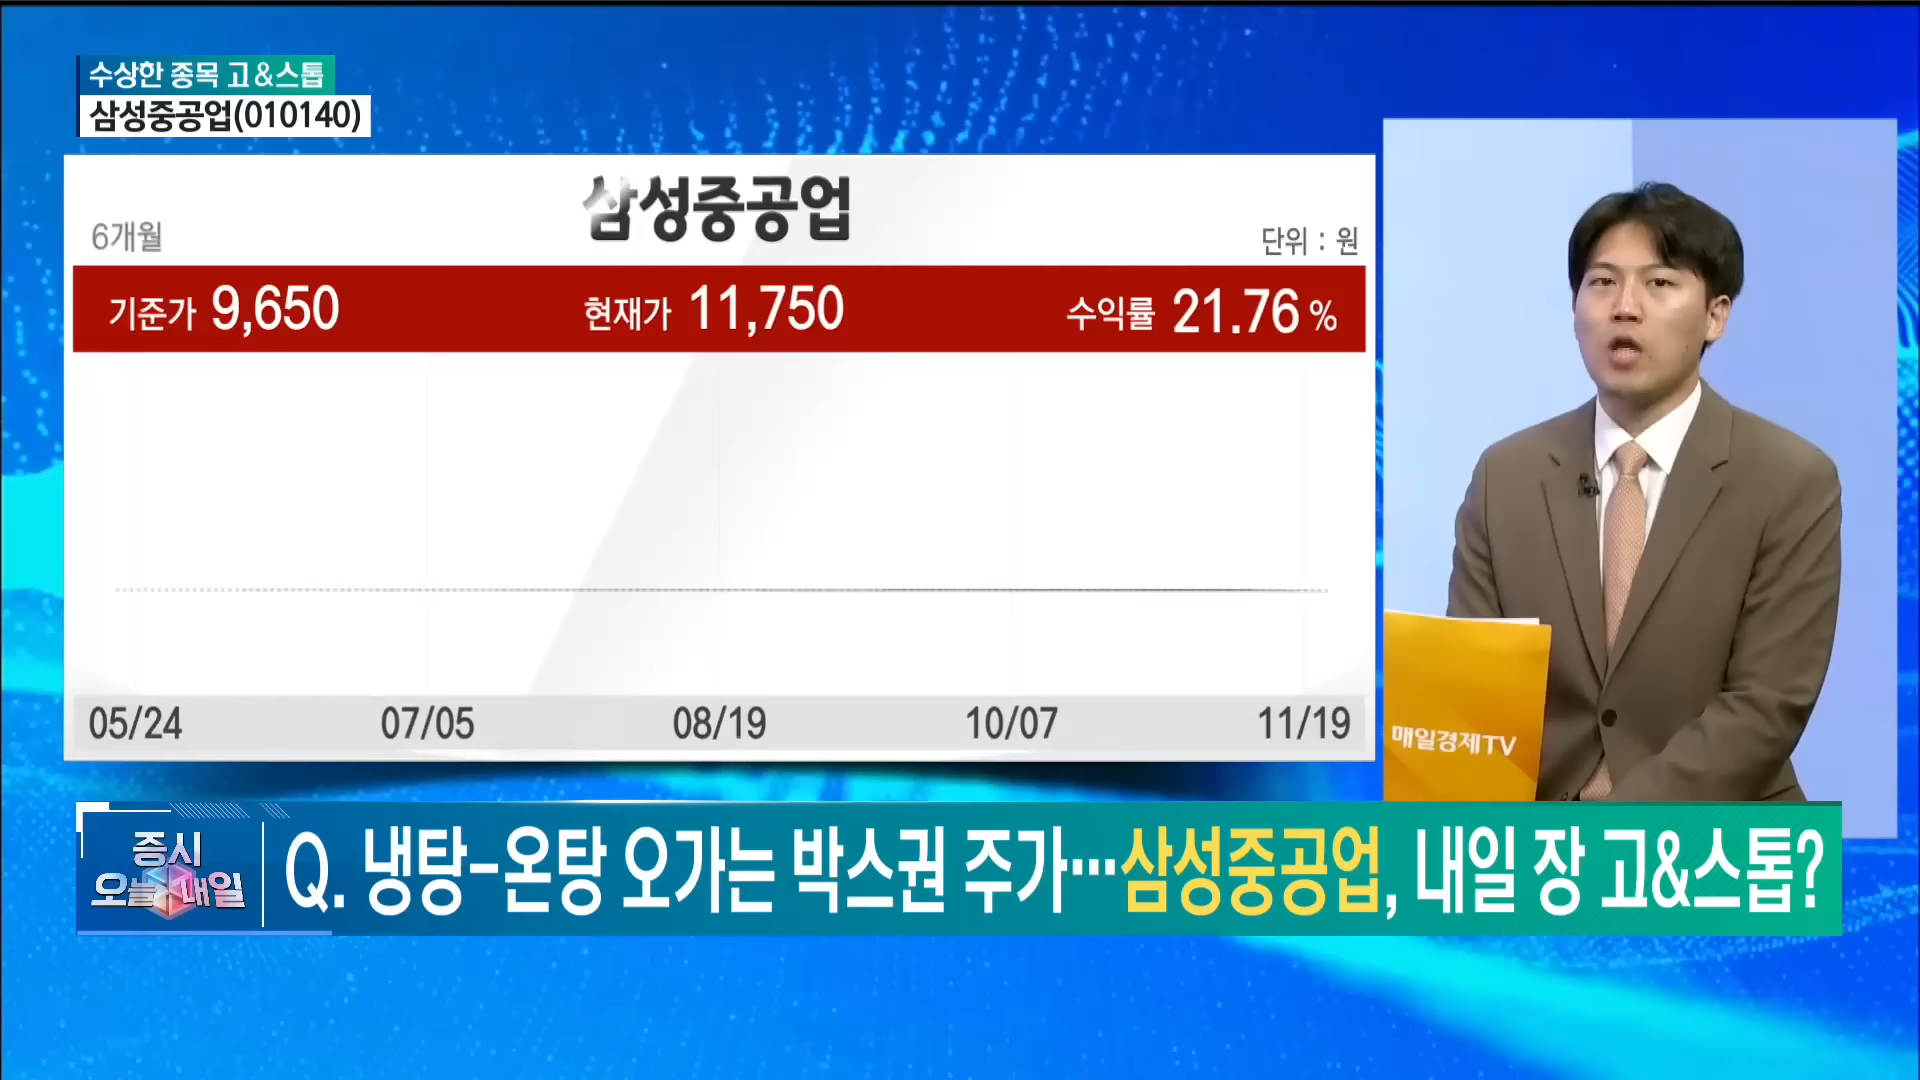 수상한 종목 고&스톱
삼성중공업(010140)
삼성중공업
6개월
단위 : 원
기준가 9,650 현재가 11,750 수익률 21.76 %
05/24 07/05 08/19 10/07 11/19
매일경제TV
증시
오늘 내일
Q. 냉탕-온탕 오가는 박스권 주가…삼성중공업, 내일 장 고&스톱?